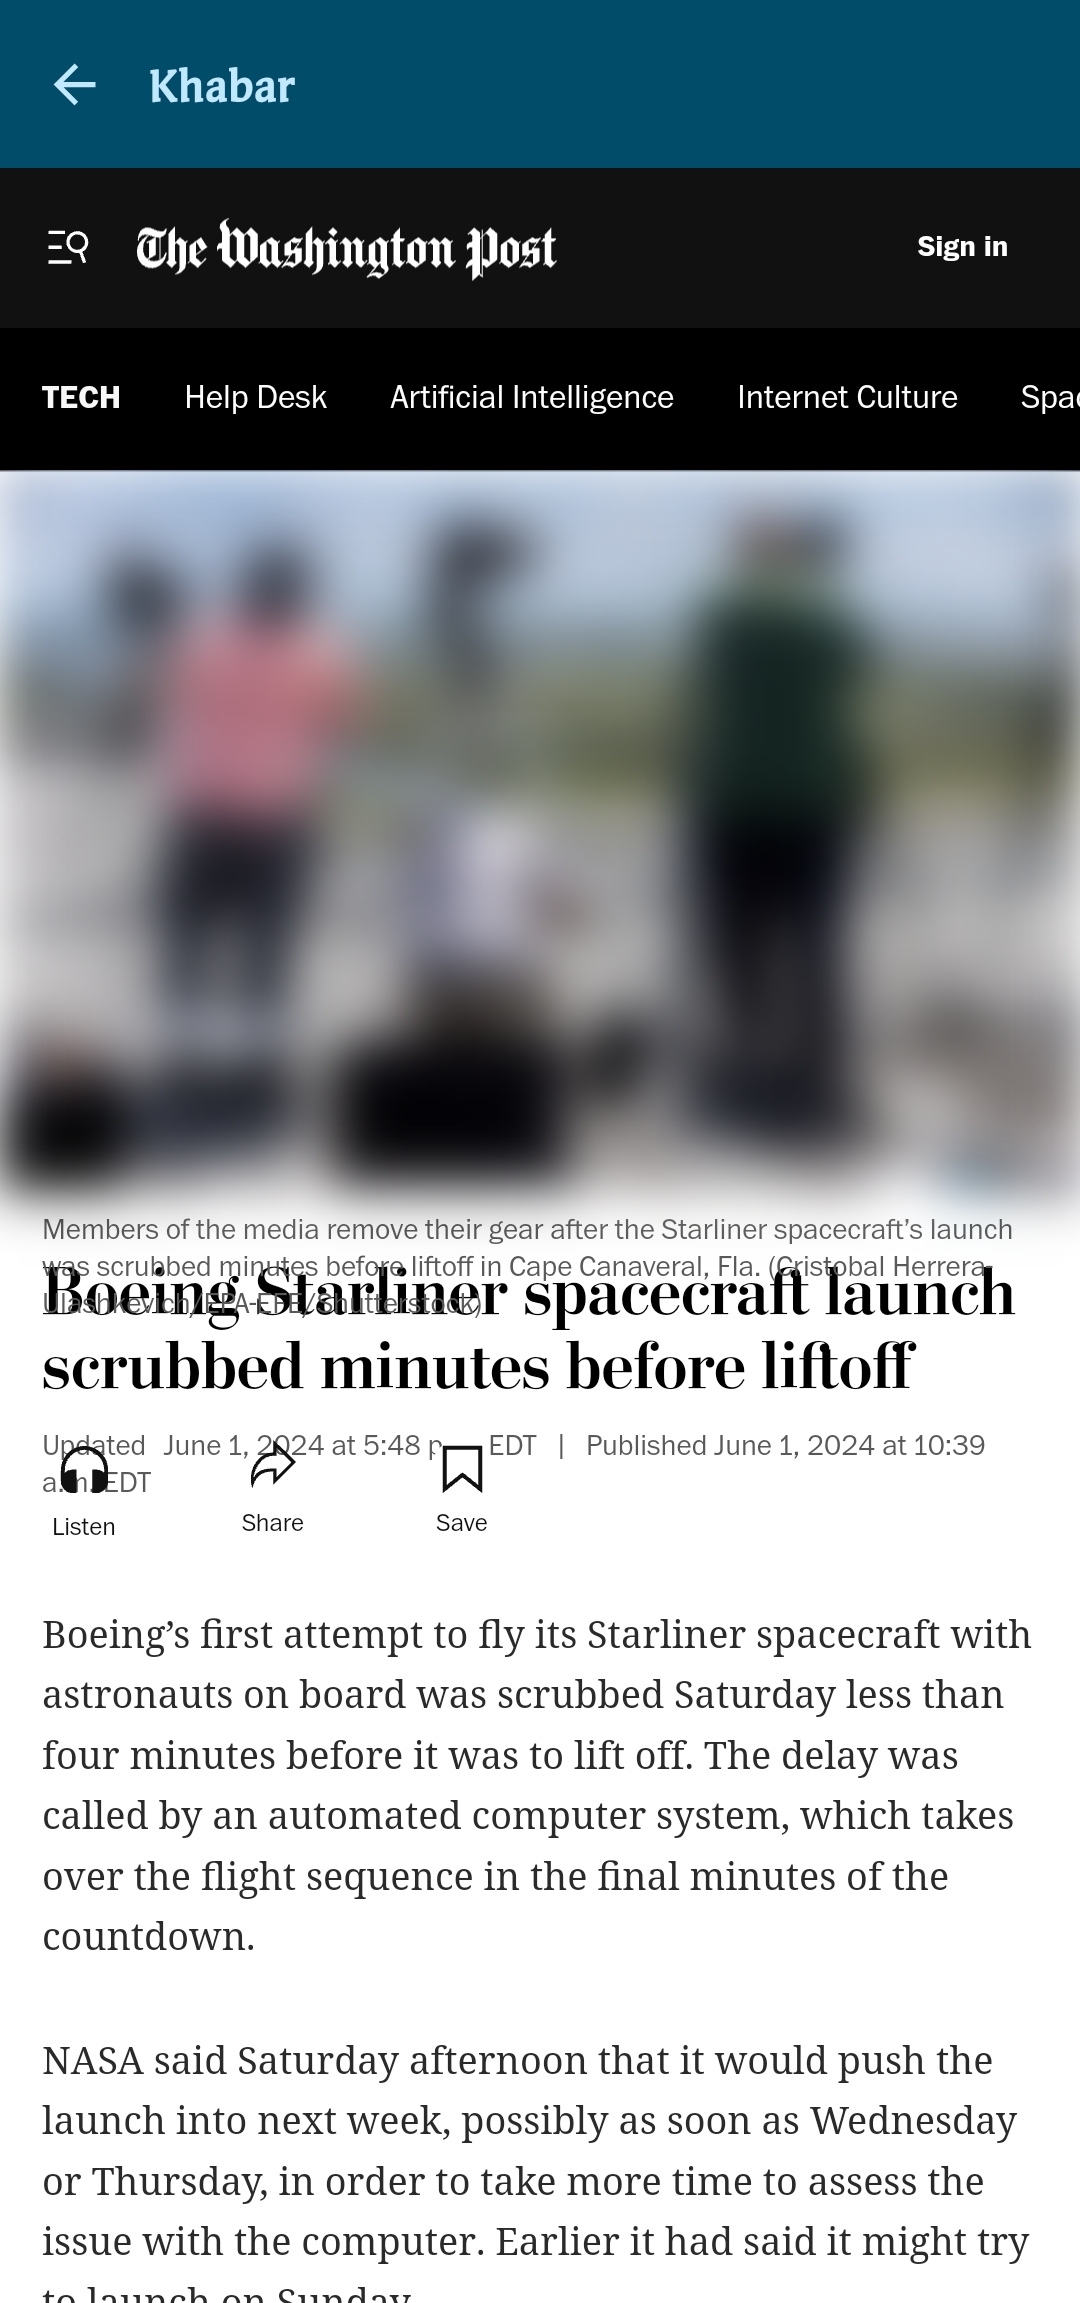 Khabar
The Washington Post
Sign in
TECH Help Desk Artificial Intelligence Internet Culture Spac
Members of the media remove their gear after the Starliner spacecraft’s launch
was scrubbed minutes before liftoff in Cape Canaveral, Fla. (Cristobal Herrera-
Ulashkevich/EPA-EFE/Shutterstock)
Boeing Starliner spacecraft launch
scrubbed minutes before liftoff
Updated June 1, 2024 at 5:48 p EDT | Published June 1, 2024 at 10:39
a.m. EDT
Listen Share Save
Boeing’s first attempt to fly its Starliner spacecraft with
astronauts on board was scrubbed Saturday less than
four minutes before it was to lift off. The delay was
called by an automated computer system, which takes
over the flight sequence in the final minutes of the
countdown.
NASA said Saturday afternoon that it would push the
launch into next week, possibly as soon as Wednesday
or Thursday, in order to take more time to assess the
issue with the computer. Earlier it had said it might try
to launch on Sunday.